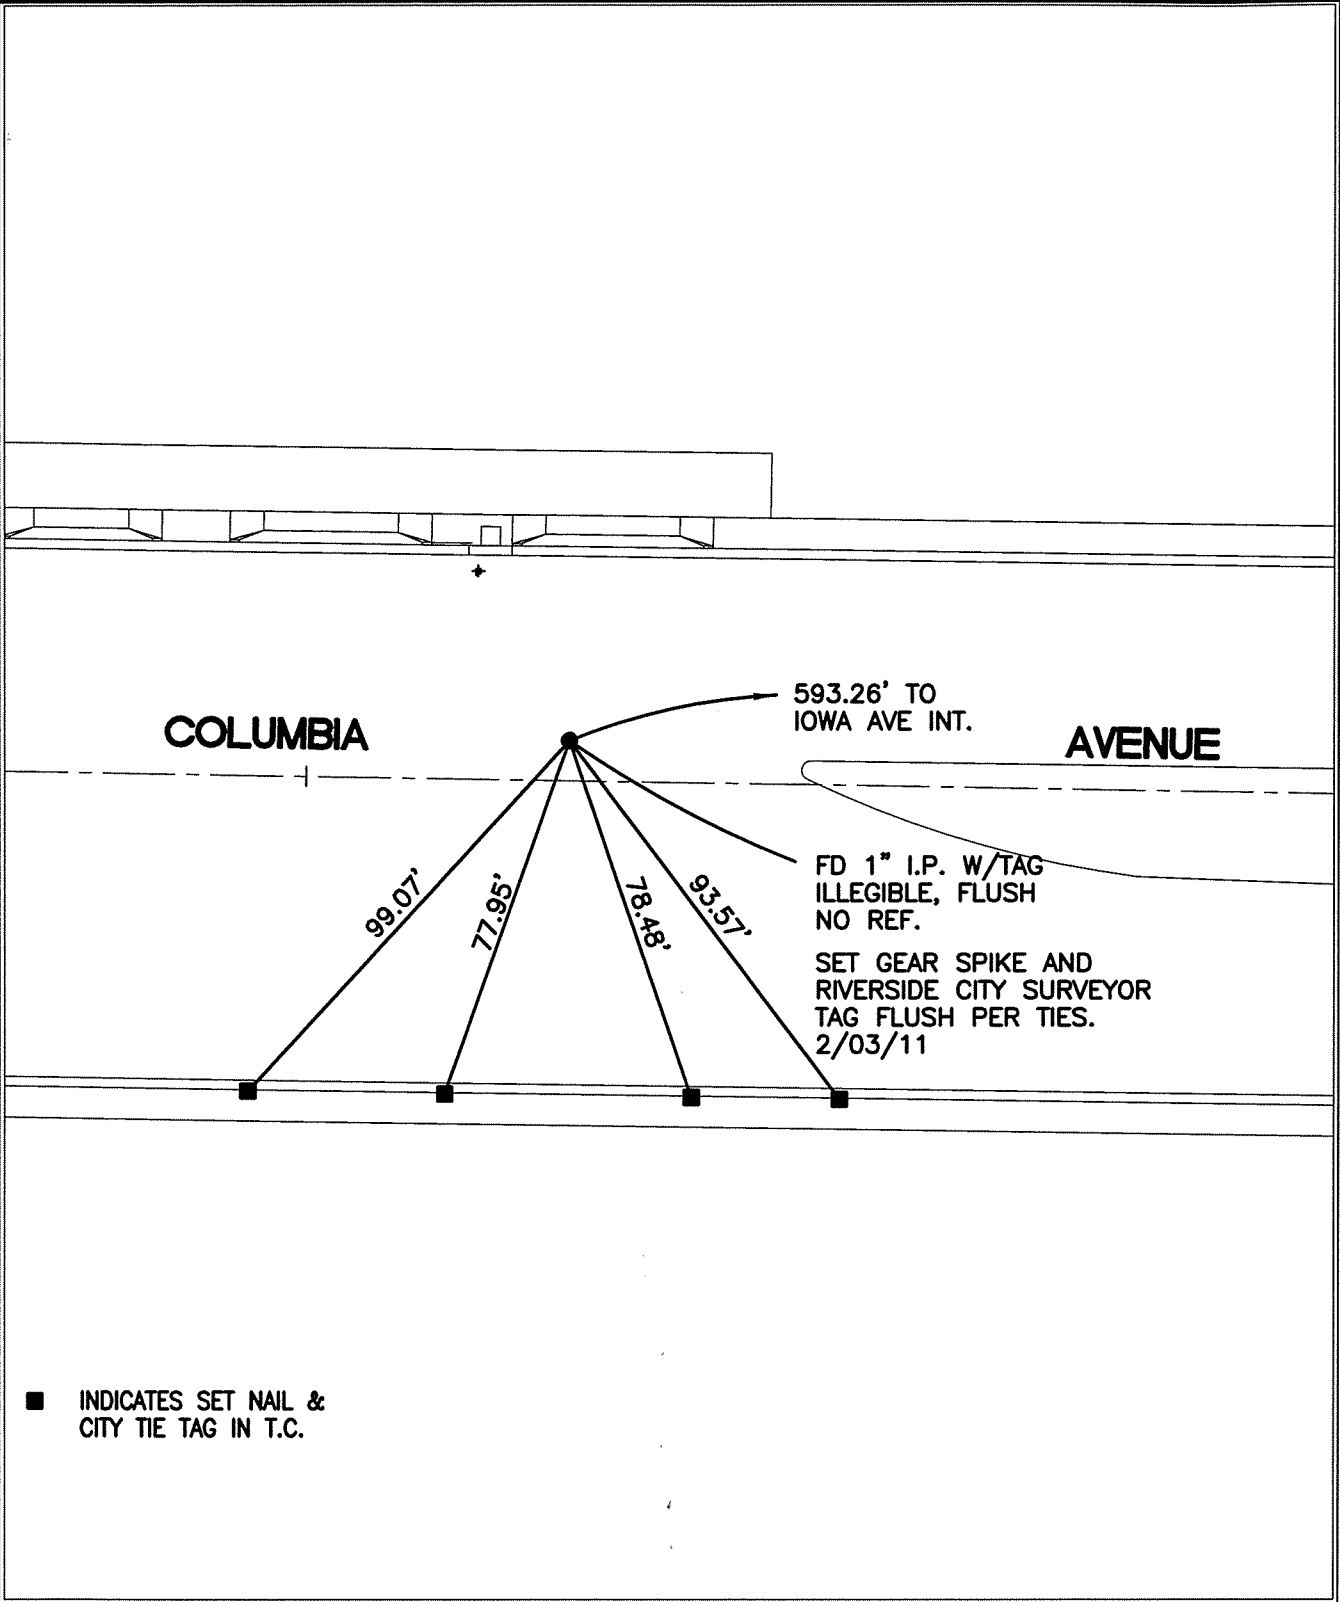 593.26' TO
IOWA AVE INT.
COLUMBIA AVENUE
FD 1" I.P. W/TAG
ILLEGIBLE, FLUSH
NO REF.
SET GEAR SPIKE AND
RIVERSIDE CITY SURVEYOR
TAG FLUSH PER TIES.
2/03/11
99.07'
77.95'
78.48'
93.57'
INDICATES SET NAIL &
CITY TIE TAG IN T.C.